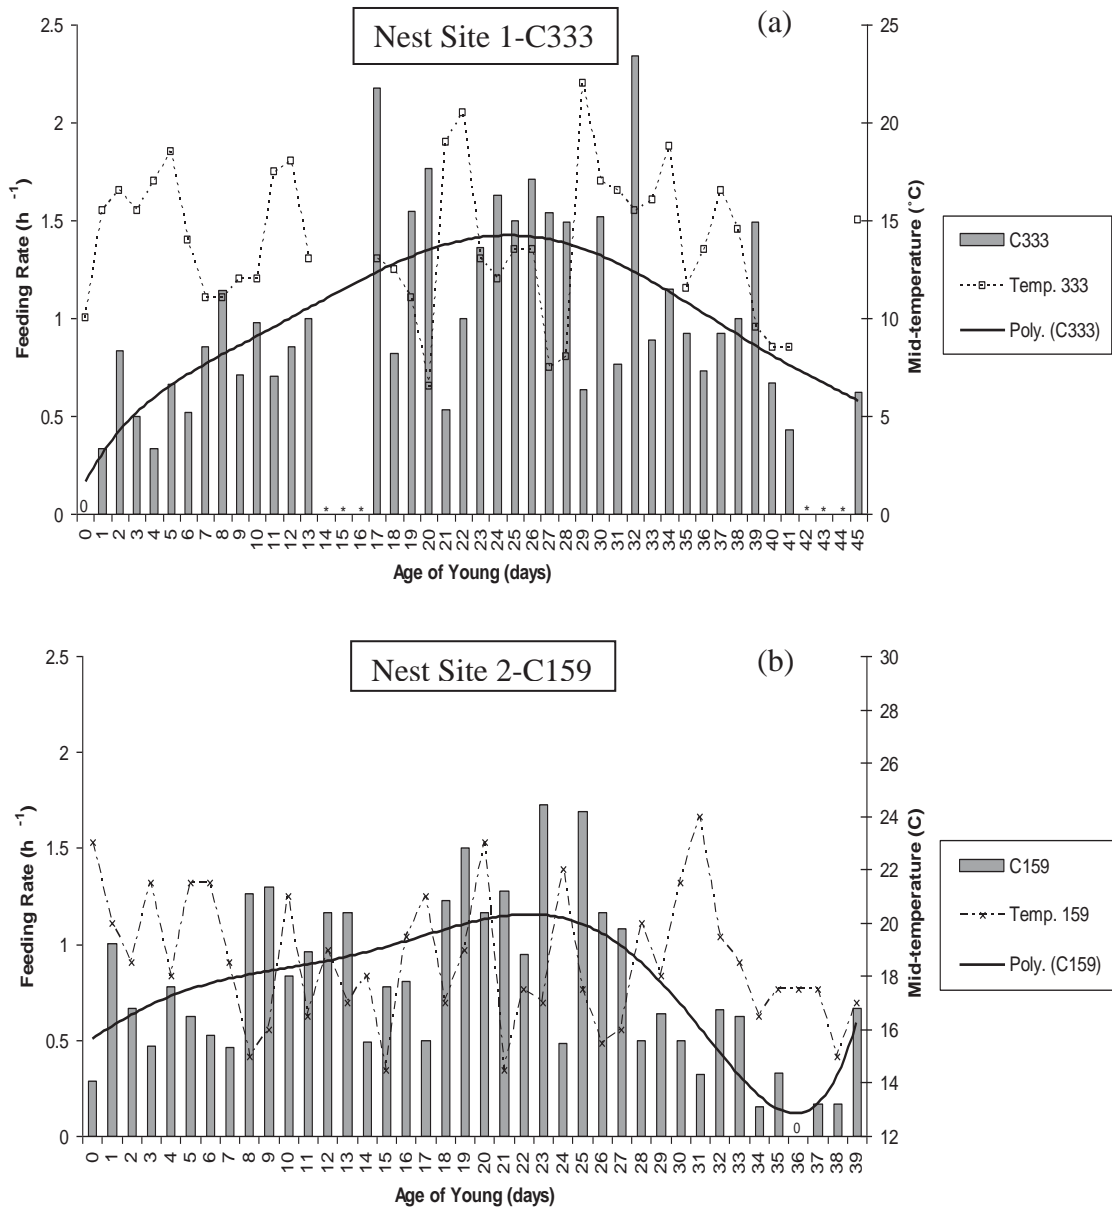 Nest Site 1-C333
(a)
2.5
2
1.5
1
0.5
0
Feeding Rate (h ⁻¹)
25
20
15
10
5
0
Mid-temperature (°C)
0
* * *
* * *
0 1 2 3 4 5 6 7 8 9 10 11 12 13 14 15 16 17 18 19 20 21 22 23 24 25 26 27 28 29 30 31 32 33 34 35 36 37 38 39 40 41 42 43 44 45
Age of Young (days)
C333
Temp. 333
Poly. (C333)
Nest Site 2-C159
(b)
2.5
2
1.5
1
0.5
0
Feeding Rate (h ⁻¹)
30
28
26
24
22
20
18
16
14
12
Mid-temperature (C)
0
0 1 2 3 4 5 6 7 8 9 10 11 12 13 14 15 16 17 18 19 20 21 22 23 24 25 26 27 28 29 30 31 32 33 34 35 36 37 38 39
Age of Young (days)
C159
Temp. 159
Poly. (C159)